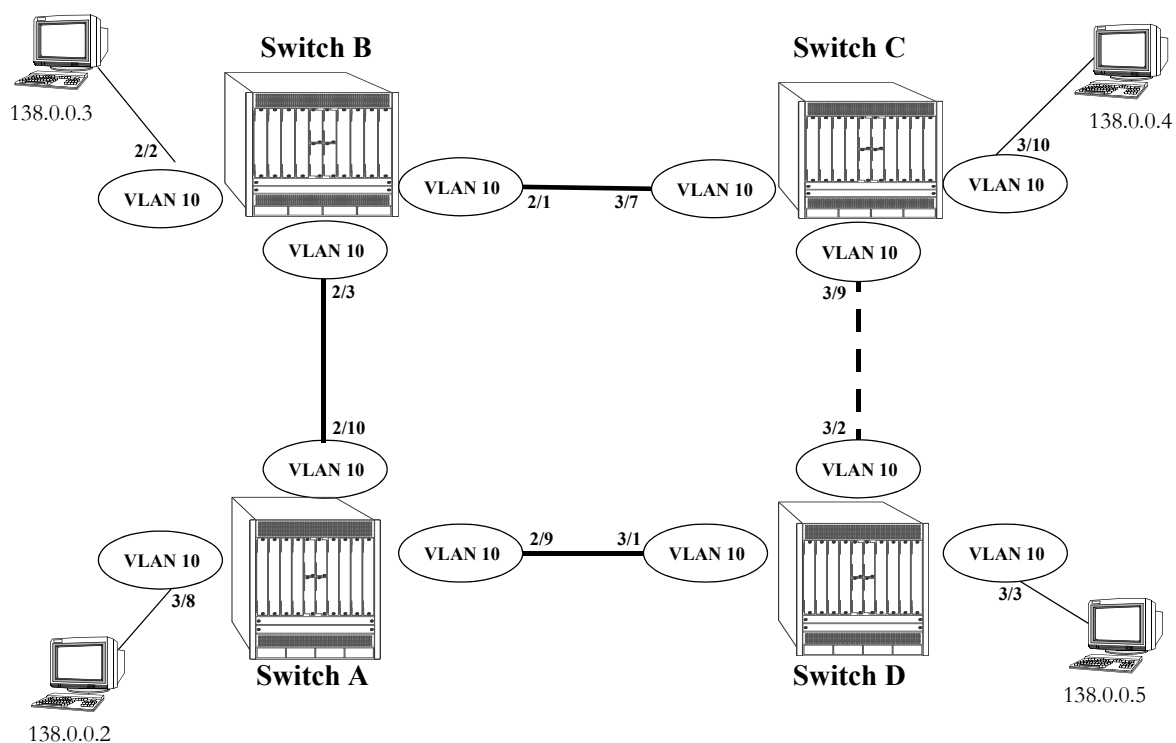 Switch B
Switch C
138.0.0.3
138.0.0.4
2/2
3/10
VLAN 10
VLAN 10
2/1
3/7
VLAN 10
VLAN 10
VLAN 10
VLAN 10
2/3
3/9
2/10
3/2
VLAN 10
VLAN 10
VLAN 10
VLAN 10
2/9
3/1
VLAN 10
VLAN 10
3/8
3/3
Switch A
Switch D
138.0.0.2
138.0.0.5